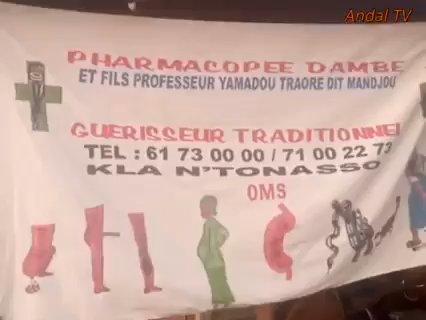 Andal TV
PHARMACOPEE DAMBE
ET FILS PROFESSEUR YAMADOU TRAORE DIT MANDJOU
GUERISSEUR TRADITIONNEL
TEL : 61 73 00 00 / 71 00 22 73
KLA N'TONASSO
OMS